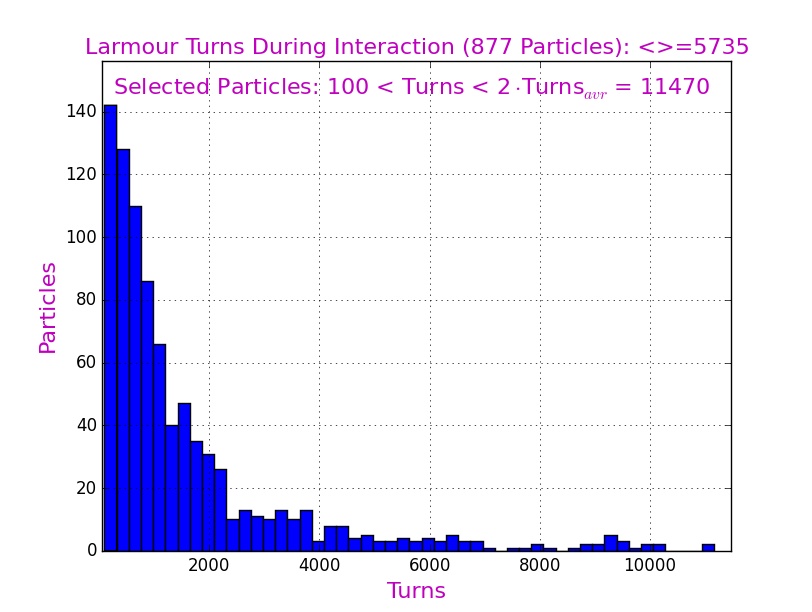 Larmour Turns During Interaction (877 Particles): <>=5735
Selected Particles: 100 < Turns < 2 ·Turns_avr = 11470
140
120
100
80
60
40
20
0
Particles
2000 4000 6000 8000 10000
Turns